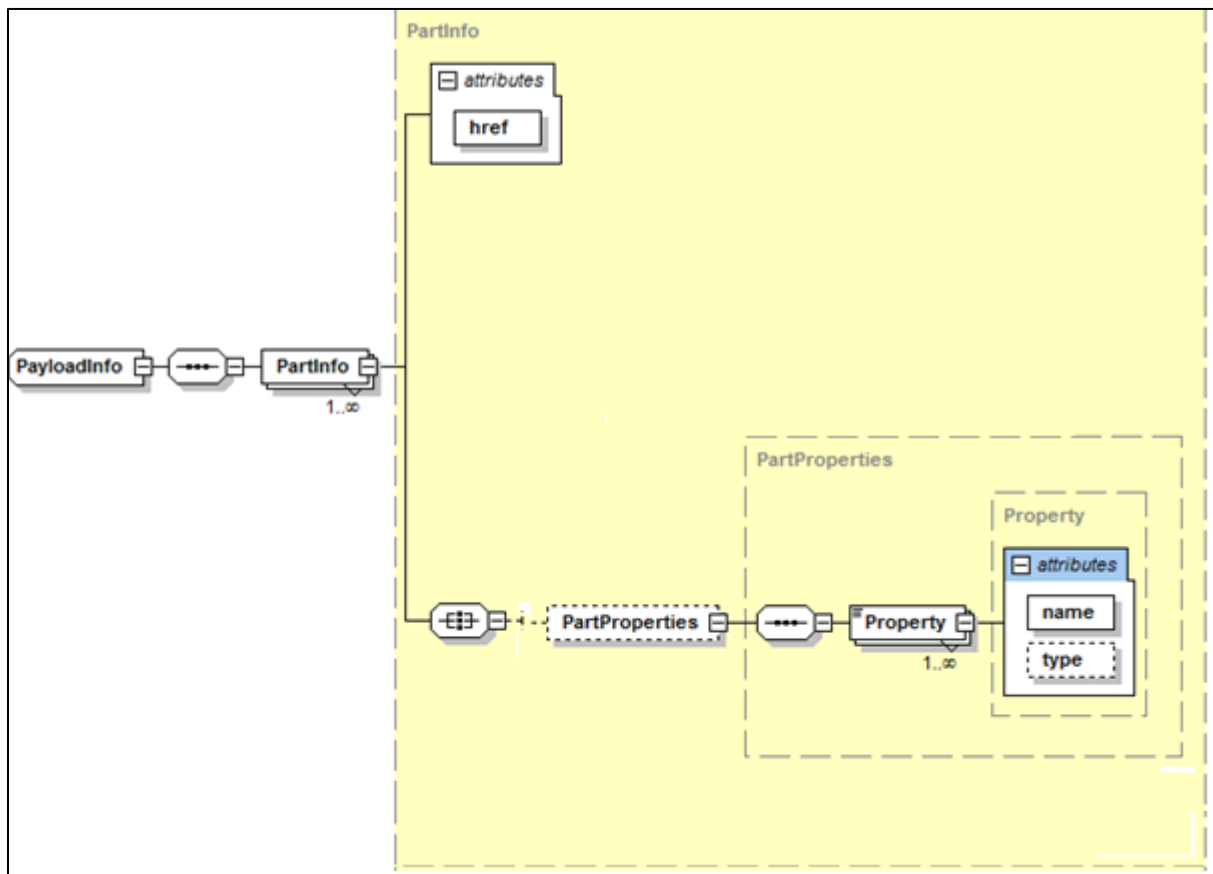 PartInfo
attributes
href
PayloadInfo
PartInfo
1..∞
PartProperties
Property
attributes
name
type
PartProperties
Property
1..∞